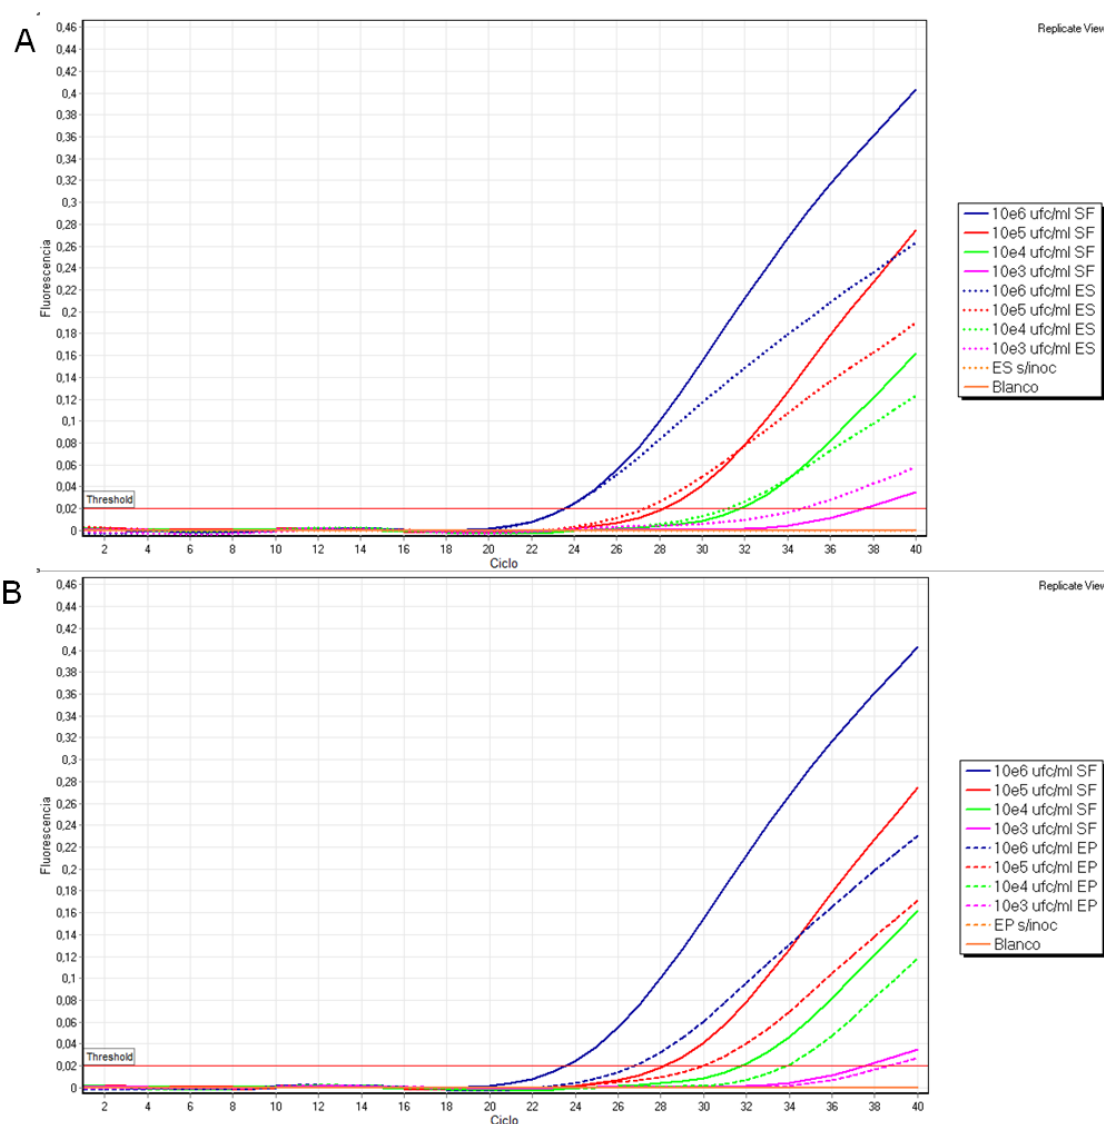 A
Replicate View
0,46
0,44
0,42
0,4
0,38
0,36
0,34
0,32
0,3
0,28
0,26
0,24
0,22
0,2
0,18
0,16
0,14
0,12
0,1
0,08
0,06
0,04
0,02
0
Fluorescencia
Threshold
2 4 6 8 10 12 14 16 18 20 22 24 26 28 30 32 34 36 38 40
Ciclo
10e6 ufc/ml SF
10e5 ufc/ml SF
10e4 ufc/ml SF
10e3 ufc/ml SF
10e6 ufc/ml ES
10e5 ufc/ml ES
10e4 ufc/ml ES
10e3 ufc/ml ES
ES s/inoc
Blanco
B
Replicate View
0,46
0,44
0,42
0,4
0,38
0,36
0,34
0,32
0,3
0,28
0,26
0,24
0,22
0,2
0,18
0,16
0,14
0,12
0,1
0,08
0,06
0,04
0,02
0
Fluorescencia
Threshold
2 4 6 8 10 12 14 16 18 20 22 24 26 28 30 32 34 36 38 40
Ciclo
10e6 ufc/ml SF
10e5 ufc/ml SF
10e4 ufc/ml SF
10e3 ufc/ml SF
10e6 ufc/ml EP
10e5 ufc/ml EP
10e4 ufc/ml EP
10e3 ufc/ml EP
EP s/inoc
Blanco